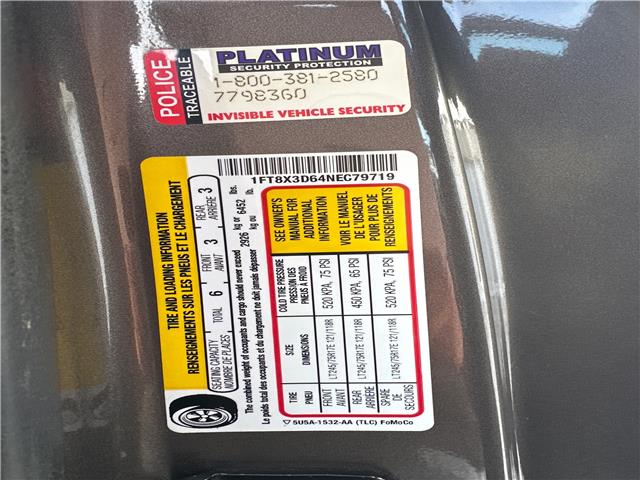 POLICE
TRACEABLE
PLATINUM
SECURITY PROTECTION
1-800-381-2580
7798360
INVISIBLE VEHICLE SECURITY
1FT8X3D64NEC79719
TIRE AND LOADING INFORMATION
RENSEIGNEMENTS SUR LES PNEUS ET LE CHARGEMENT
SEATING CAPACITY
NOMBRE DE PLACES
TOTAL 6
FRONT
AVANT 3
REAR
ARRIÈRE 3
The combined weight of occupants and cargo should never exceed 2926 kg or 6452 lbs.
Le poids total des occupants et du chargement ne doit jamais dépasser 2926 kg ou 6452 lb.
TIRE
PNEU
SIZE
DIMENSIONS
COLD TIRE PRESSURE
PRESSION DES
PNEUS A FROID
FRONT
AVANT
LT245/75R17E 121/118R
520 KPA, 75 PSI
REAR
ARRIÈRE
LT245/75R17E 121/118R
450 KPA, 65 PSI
SPARE
DE
SECOURS
LT245/75R17E 121/118R
520 KPA, 75 PSI
SEE OWNER'S
MANUAL FOR
ADDITIONAL
INFORMATION
VOIR LE MANUEL
DE L'USAGER
POUR PLUS DE
RENSEIGNEMENTS
5U5A-1532-AA (TLC) FoMoCo